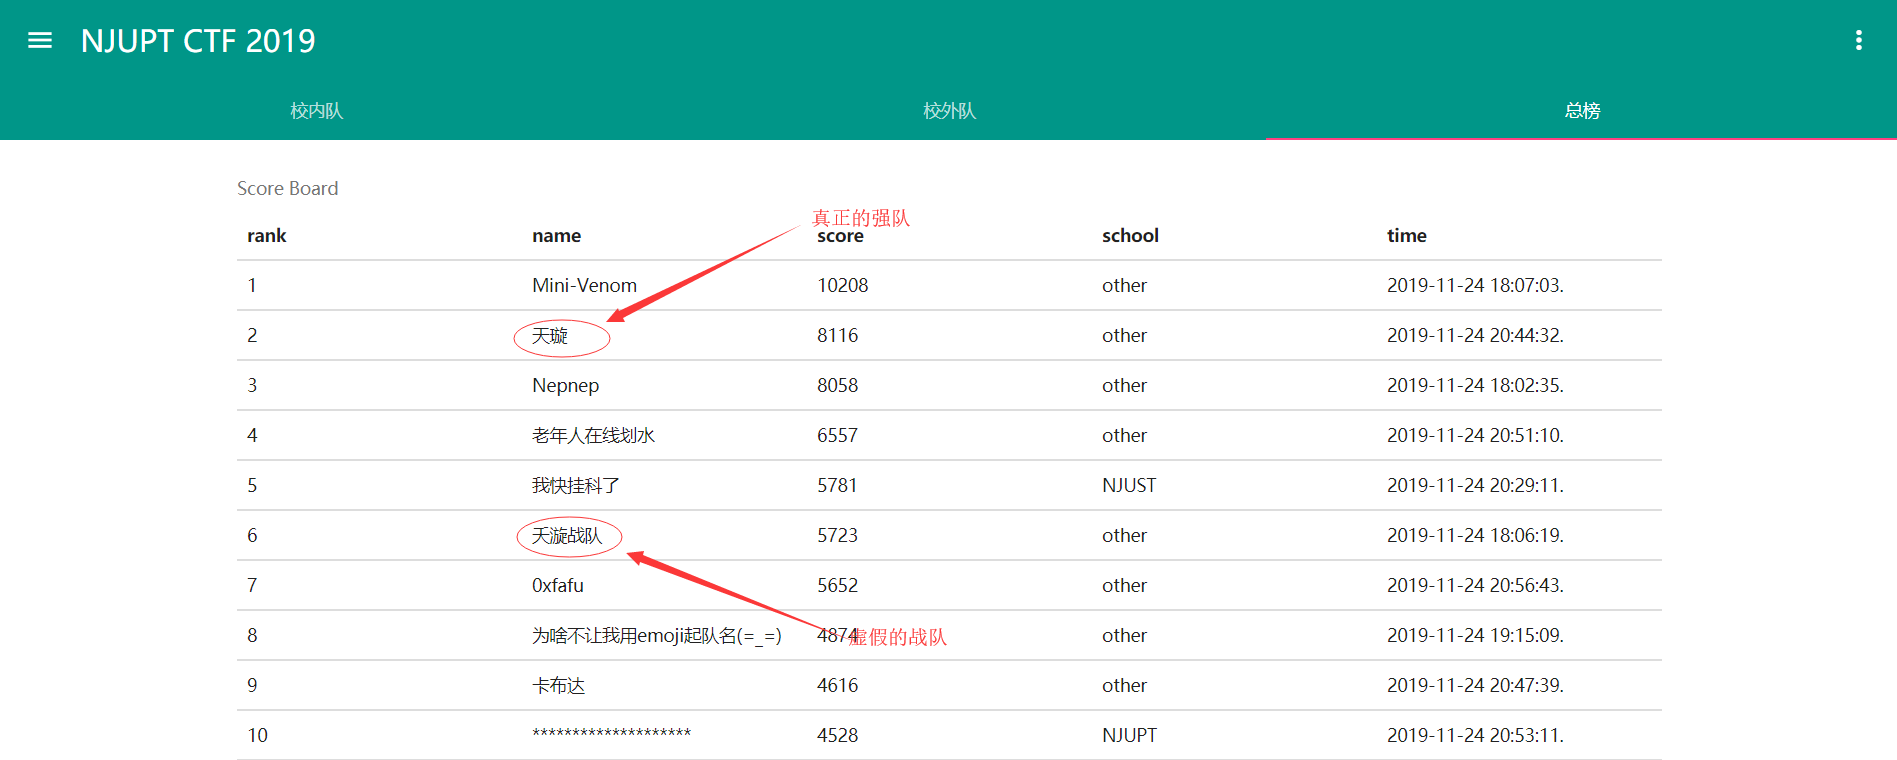 NJUPT CTF 2019
校内队 校外队 总榜
Score Board
真正的强队
rank name score school time
1 Mini-Venom 10208 other 2019-11-24 18:07:03.
2 天璇 8116 other 2019-11-24 20:44:32.
3 Nepnep 8058 other 2019-11-24 18:02:35.
4 老年人在线划水 6557 other 2019-11-24 20:51:10.
5 我快挂科了 5781 NJUST 2019-11-24 20:29:11.
6 天漩战队 5723 other 2019-11-24 18:06:19.
7 0xfafu 5652 other 2019-11-24 20:56:43.
8 为啥不让我用emoji起队名(=_=) 4874 other 2019-11-24 19:15:09.
虚假的战队
9 卡布达 4616 other 2019-11-24 20:47:39.
10 ******************** 4528 NJUPT 2019-11-24 20:53:11.